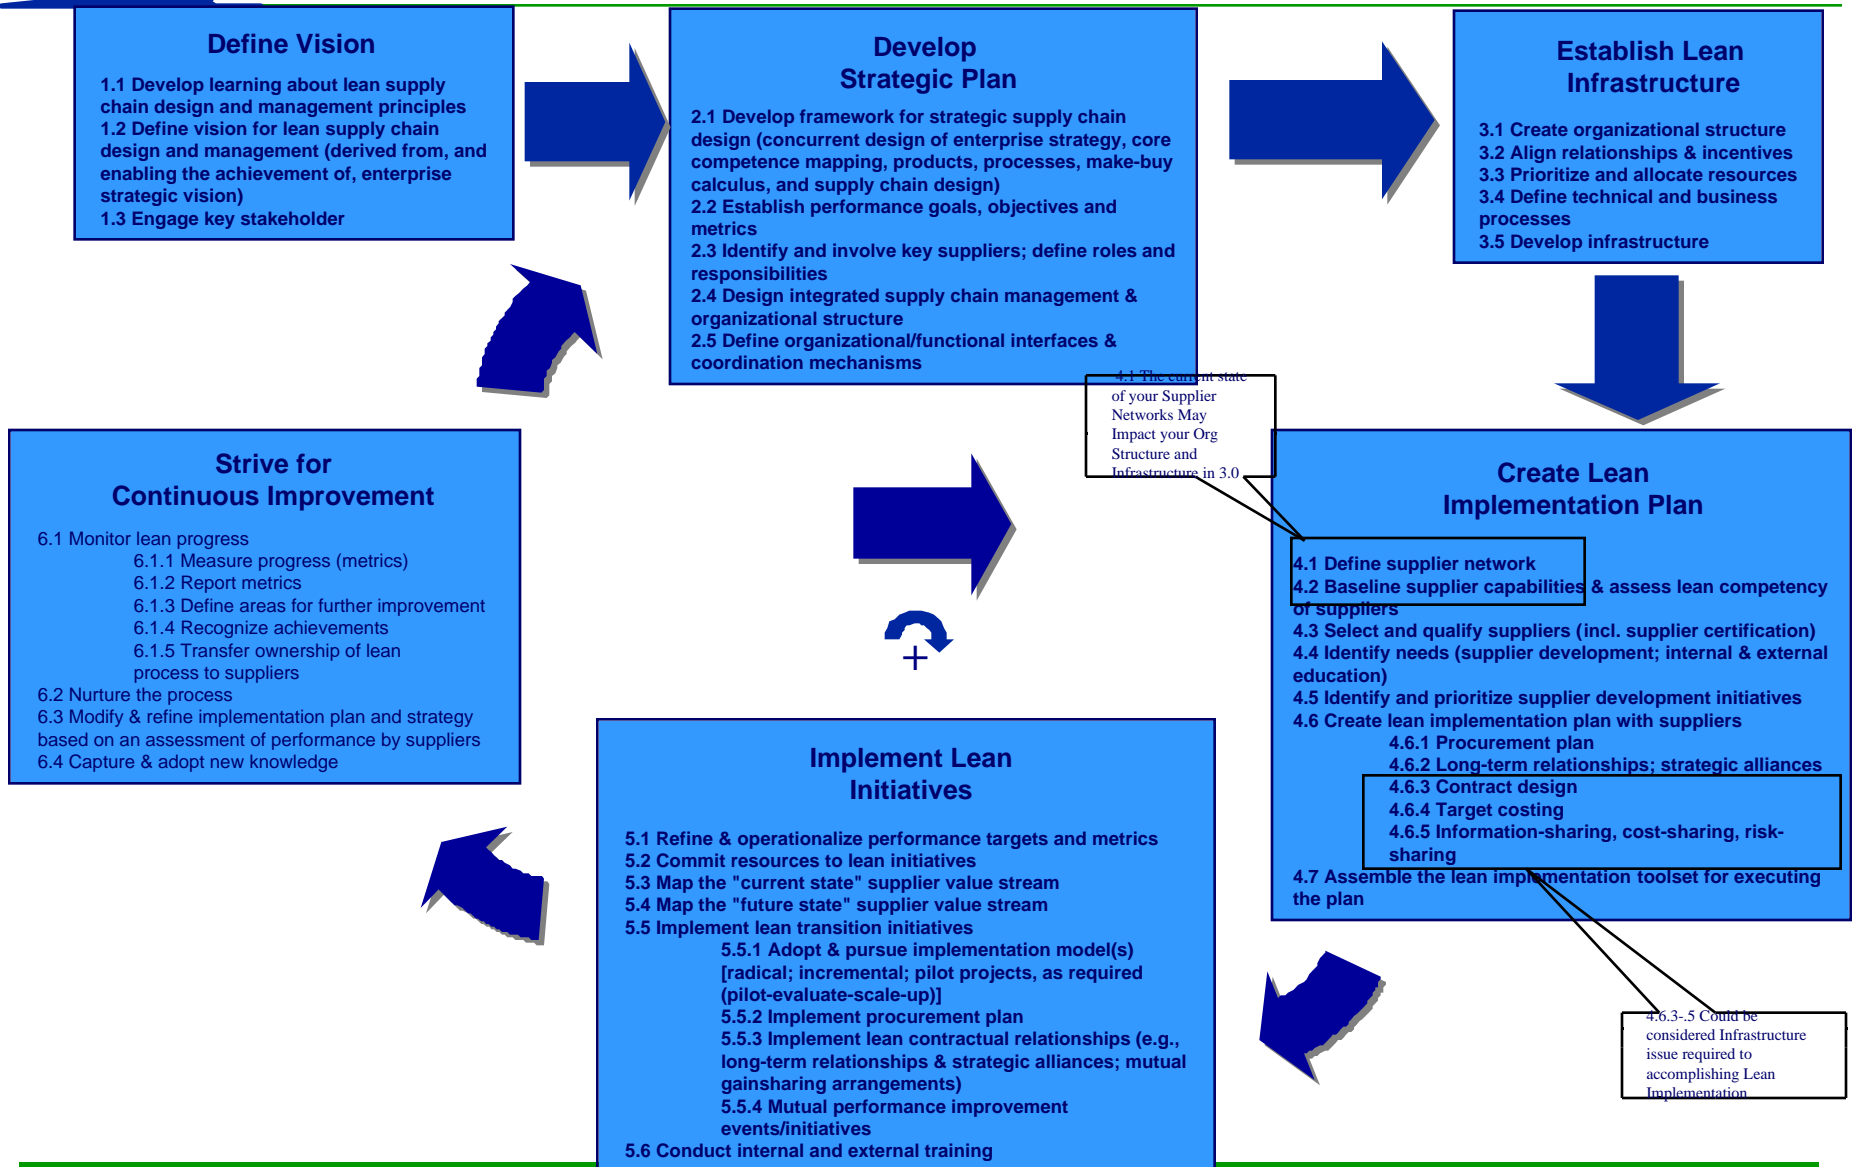 Define Vision
1.1 Develop learning about lean supply
chain design and management principles
1.2 Define vision for lean supply chain
design and management (derived from, and
enabling the achievement of, enterprise
strategic vision)
1.3 Engage key stakeholder
Develop
Strategic Plan
2.1 Develop framework for strategic supply chain
design (concurrent design of enterprise strategy, core
competence mapping, products, processes, make-buy
calculus, and supply chain design)
2.2 Establish performance goals, objectives and
metrics
2.3 Identify and involve key suppliers; define roles and
responsibilities
2.4 Design integrated supply chain management &
organizational structure
2.5 Define organizational/functional interfaces &
coordination mechanisms
Establish Lean
Infrastructure
3.1 Create organizational structure
3.2 Align relationships & incentives
3.3 Prioritize and allocate resources
3.4 Define technical and business
processes
3.5 Develop infrastructure
4.1 The current state
of your Supplier
Networks May
Impact your Org
Structure and
Infrastructure in 3.0
Create Lean
Implementation Plan
4.1 Define supplier network
4.2 Baseline supplier capabilities & assess lean competency
of suppliers
4.3 Select and qualify suppliers (incl. supplier certification)
4.4 Identify needs (supplier development; internal & external
education)
4.5 Identify and prioritize supplier development initiatives
4.6 Create lean implementation plan with suppliers
4.6.1 Procurement plan
4.6.2 Long-term relationships; strategic alliances
4.6.3 Contract design
4.6.4 Target costing
4.6.5 Information-sharing, cost-sharing, risk-
sharing
4.7 Assemble the lean implementation toolset for executing
the plan
4.6.3-.5 Could be
considered Infrastructure
issue required to
accomplishing Lean
Implementation
Strive for
Continuous Improvement
6.1 Monitor lean progress
6.1.1 Measure progress (metrics)
6.1.2 Report metrics
6.1.3 Define areas for further improvement
6.1.4 Recognize achievements
6.1.5 Transfer ownership of lean
process to suppliers
6.2 Nurture the process
6.3 Modify & refine implementation plan and strategy
based on an assessment of performance by suppliers
6.4 Capture & adopt new knowledge
+
Implement Lean
Initiatives
5.1 Refine & operationalize performance targets and metrics
5.2 Commit resources to lean initiatives
5.3 Map the "current state" supplier value stream
5.4 Map the "future state" supplier value stream
5.5 Implement lean transition initiatives
5.5.1 Adopt & pursue implementation model(s)
[radical; incremental; pilot projects, as required
(pilot-evaluate-scale-up)]
5.5.2 Implement procurement plan
5.5.3 Implement lean contractual relationships (e.g.,
long-term relationships & strategic alliances; mutual
gainsharing arrangements)
5.5.4 Mutual performance improvement
events/initiatives
5.6 Conduct internal and external training